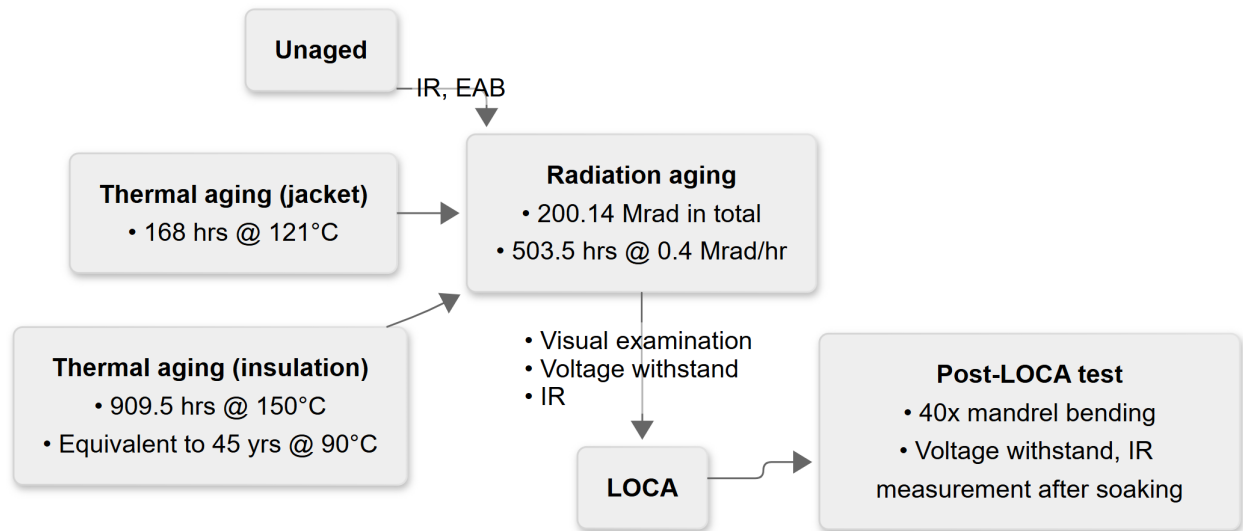 Unaged
IR, EAB
Thermal aging (jacket)
• 168 hrs @ 121°C
Radiation aging
• 200.14 Mrad in total
• 503.5 hrs @ 0.4 Mrad/hr
Thermal aging (insulation)
• 909.5 hrs @ 150°C
• Equivalent to 45 yrs @ 90°C
• Visual examination
• Voltage withstand
• IR
LOCA
Post-LOCA test
• 40x mandrel bending
• Voltage withstand, IR
measurement after soaking